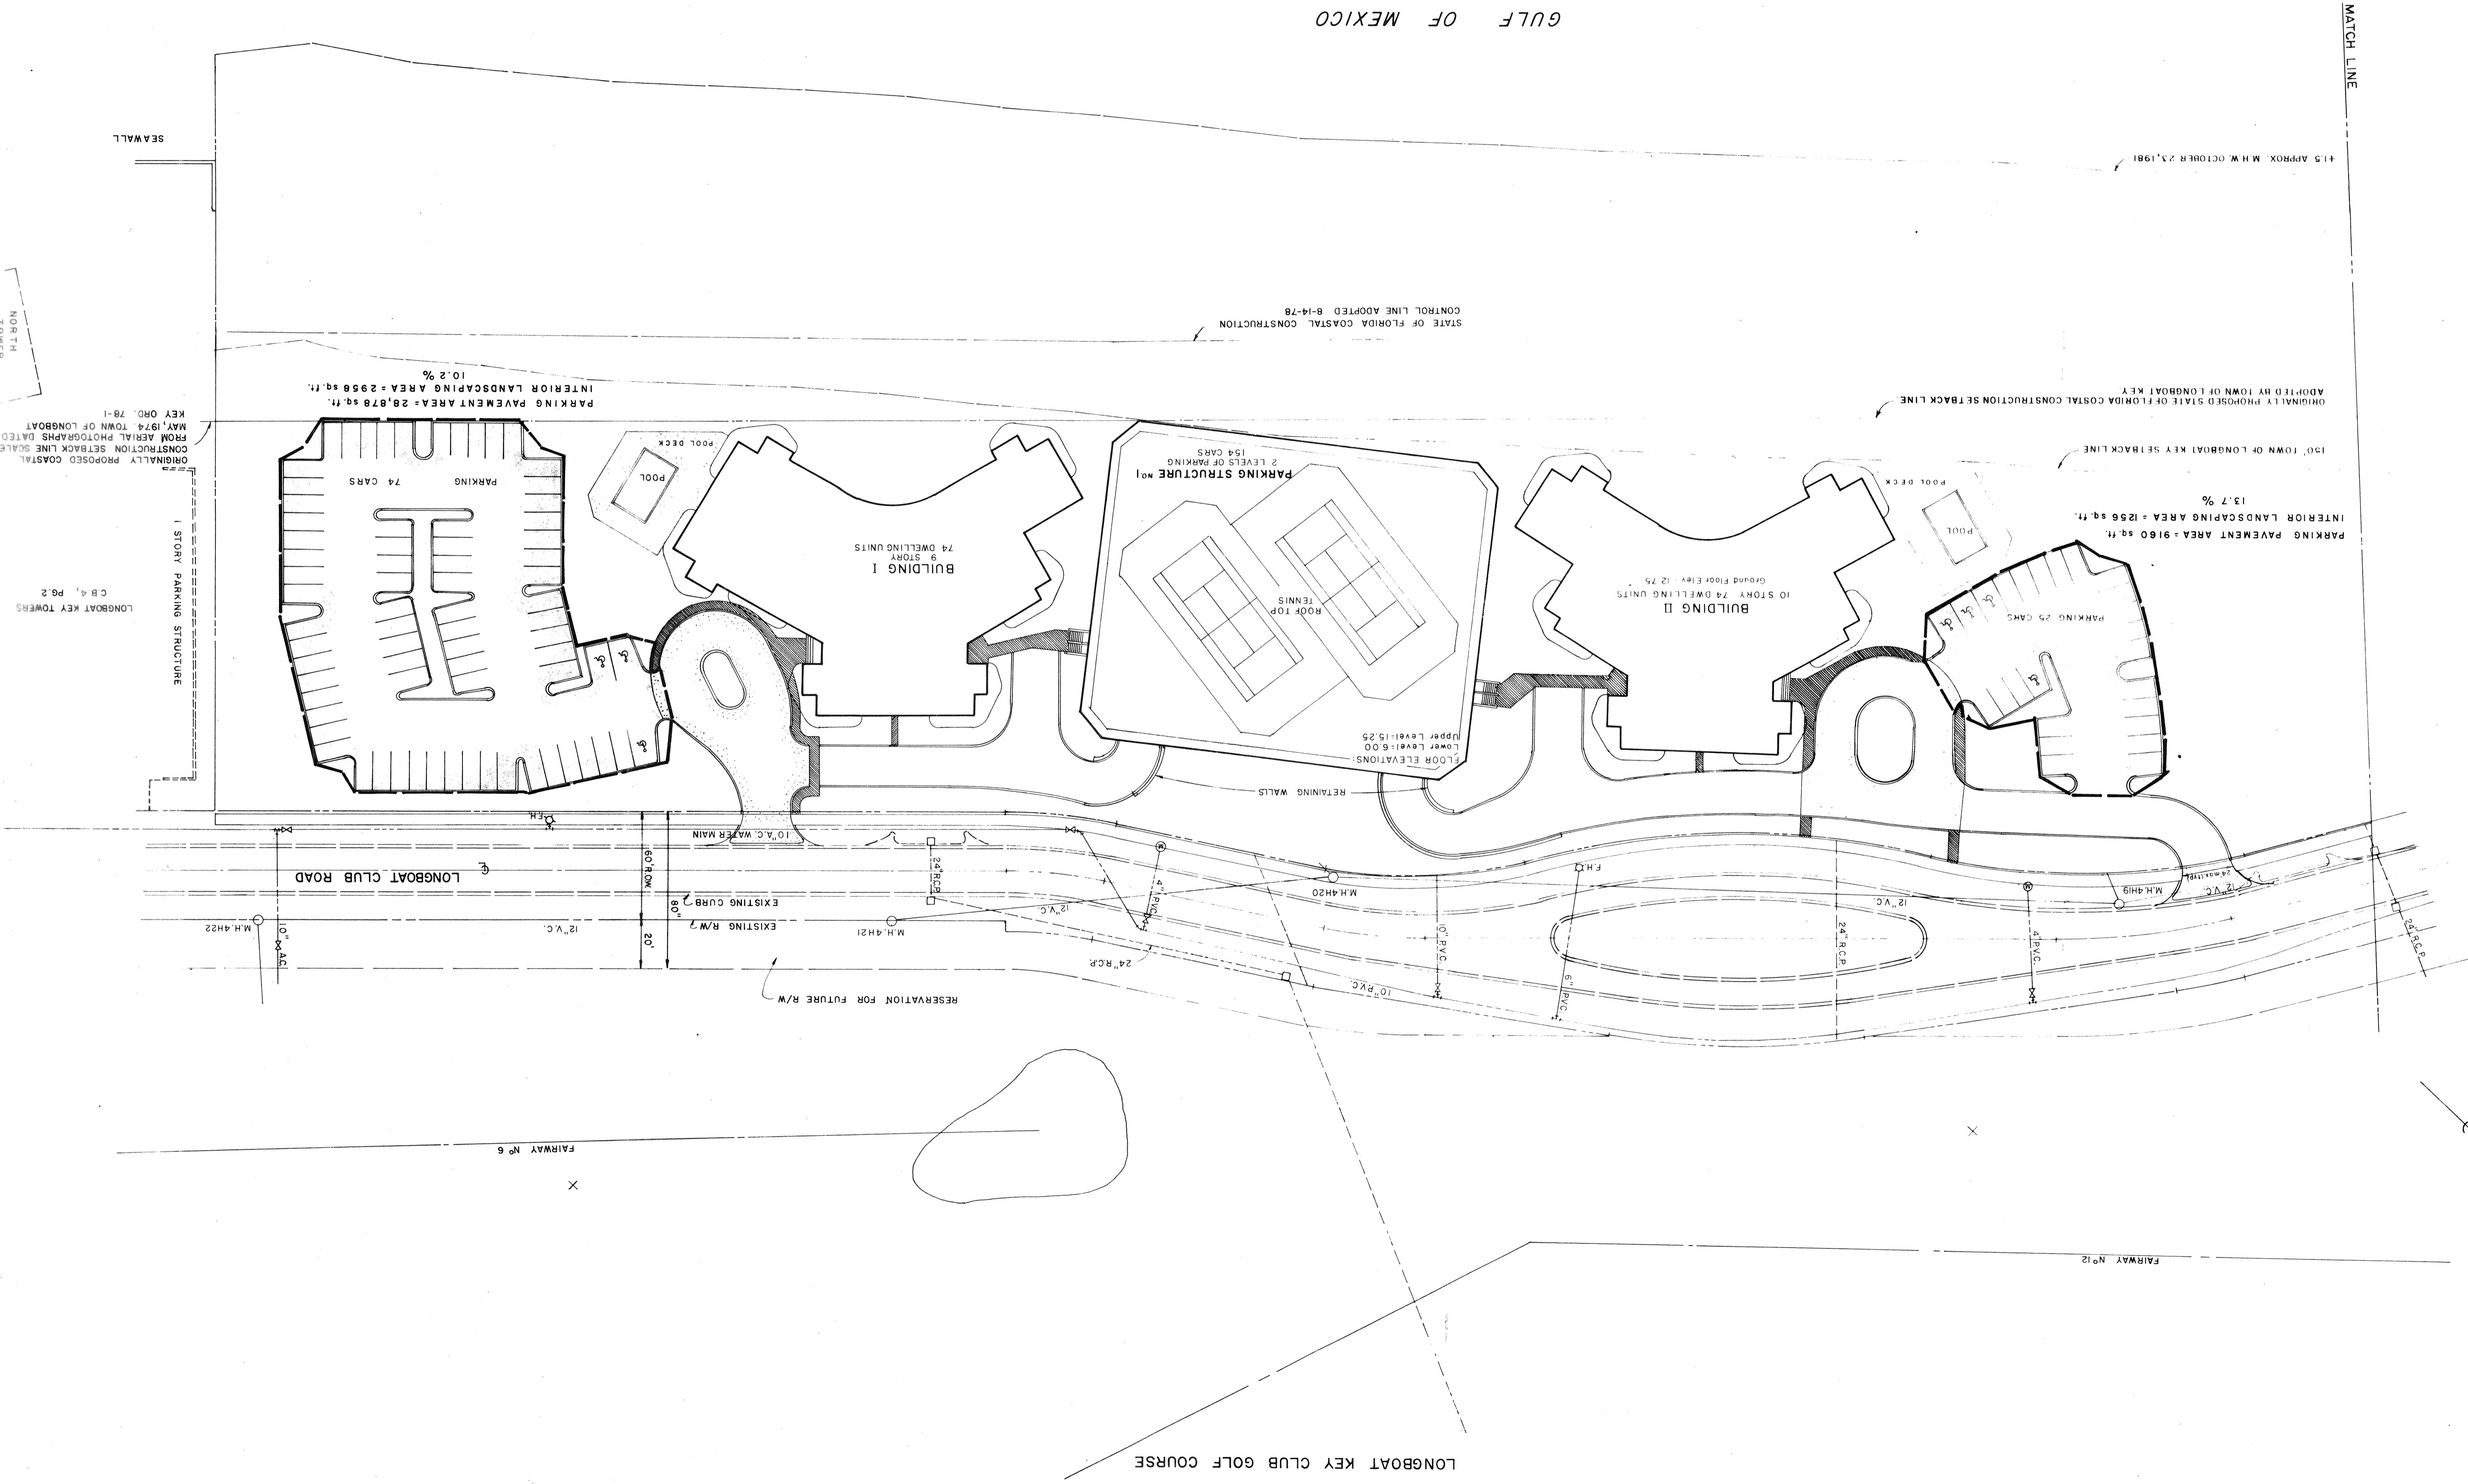 LONGBOAT KEY CLUB GOLF COURSE
FAIRWAY Nº 12
FAIRWAY Nº 6
RESERVATION FOR FUTURE R/W
24" R.C.P.
10" P.V.C.
6" P.V.C.
10" P.V.C.
24" R.C.P.
4" P.V.C.
24" R.C.P.
M.H. 4H22
10" A.C.
12" V.C.
20'
EXISTING R/W
M.H. 4H21
80'
60' R.O.W.
EXISTING CURB
12" V.C.
4" P.V.C.
LONGBOAT CLUB ROAD
24" R.C.P.
M.H. 4H20
F.H.
12" V.C.
M.H. 4H19
12" V.C.
24 max. (typ.)
10" A.C. WATER MAIN
F.H.
RETAINING WALLS
FLOOR ELEVATIONS:
Lower Level = 6.00
Upper Level = 15.25
ROOF TOP
TENNIS
PARKING STRUCTURE Nº 1
2 LEVELS OF PARKING
154 CARS
BUILDING I
9 STORY
74 DWELLING UNITS
BUILDING II
10 STORY 74 DWELLING UNITS
Ground Floor Elev - 12.75
PARKING 25 CARS
PARKING 74 CARS
POOL
POOL DECK
POOL
POOL DECK
PARKING PAVEMENT AREA = 9160 sq. ft.
INTERIOR LANDSCAPING AREA = 1256 sq. ft.
13.7 %
150' TOWN OF LONGBOAT KEY SETBACK LINE
ORIGINALLY PROPOSED STATE OF FLORIDA COSTAL CONSTRUCTION SETBACK LINE.
ADOPTED BY TOWN OF LONGBOAT KEY
PARKING PAVEMENT AREA = 28,878 sq. ft.
INTERIOR LANDSCAPING AREA = 2958 sq. ft.
10.2 %
ORIGINALLY PROPOSED COASTAL
CONSTRUCTION SETBACK LINE SCALE
FROM AERIAL PHOTOGRAPHS DATED
MAY, 1974. TOWN OF LONGBOAT
KEY ORD. 78-1
1 STORY PARKING STRUCTURE
LONGBOAT KEY TOWERS
C.B 4, PG. 2
NORTH
TOWER
STATE OF FLORIDA COASTAL CONSTRUCTION
CONTROL LINE ADOPTED 8-14-78
+1.5 APPROX. M.H.W. OCTOBER 23, 1981
SEAWALL
MATCH LINE
GULF OF MEXICO